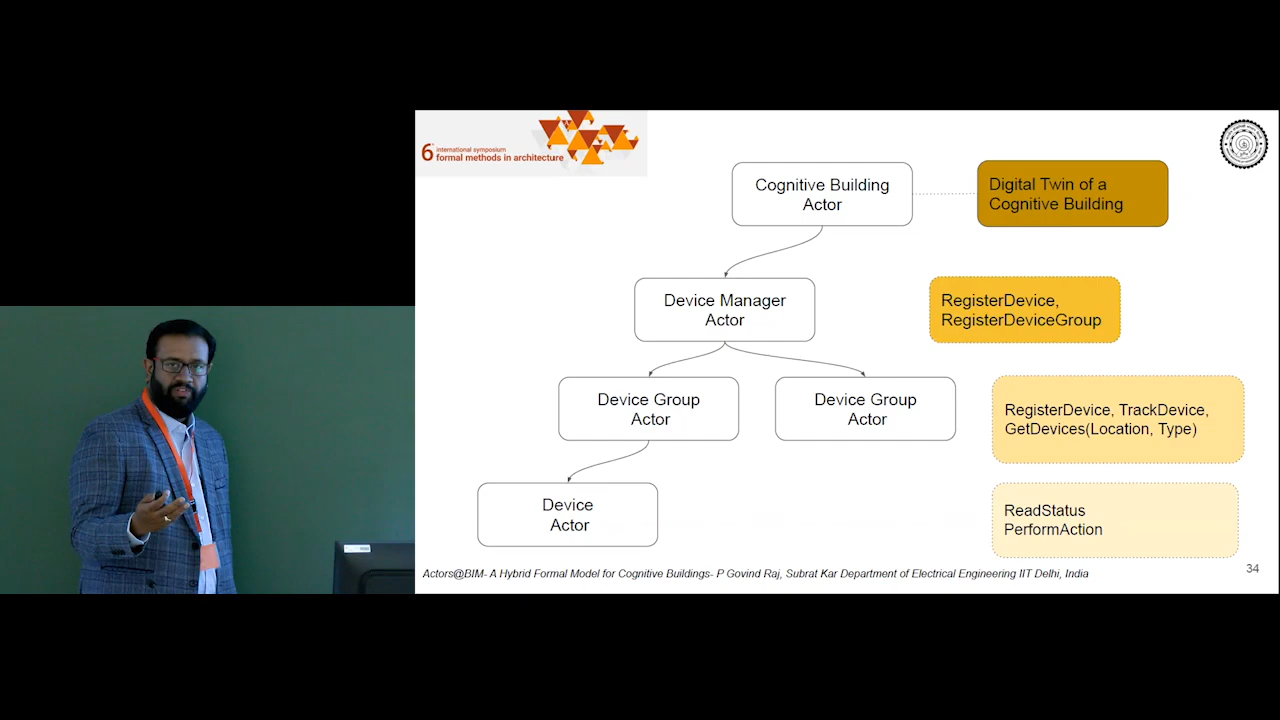 6th international symposium
formal methods in architecture
Cognitive Building
Actor
Digital Twin of a
Cognitive Building
Device Manager
Actor
RegisterDevice,
RegisterDeviceGroup
Device Group
Actor
Device Group
Actor
RegisterDevice, TrackDevice,
GetDevices(Location, Type)
Device
Actor
ReadStatus
PerformAction
Actors@BIM- A Hybrid Formal Model for Cognitive Buildings- P Govind Raj, Subrat Kar Department of Electrical Engineering IIT Delhi, India
34